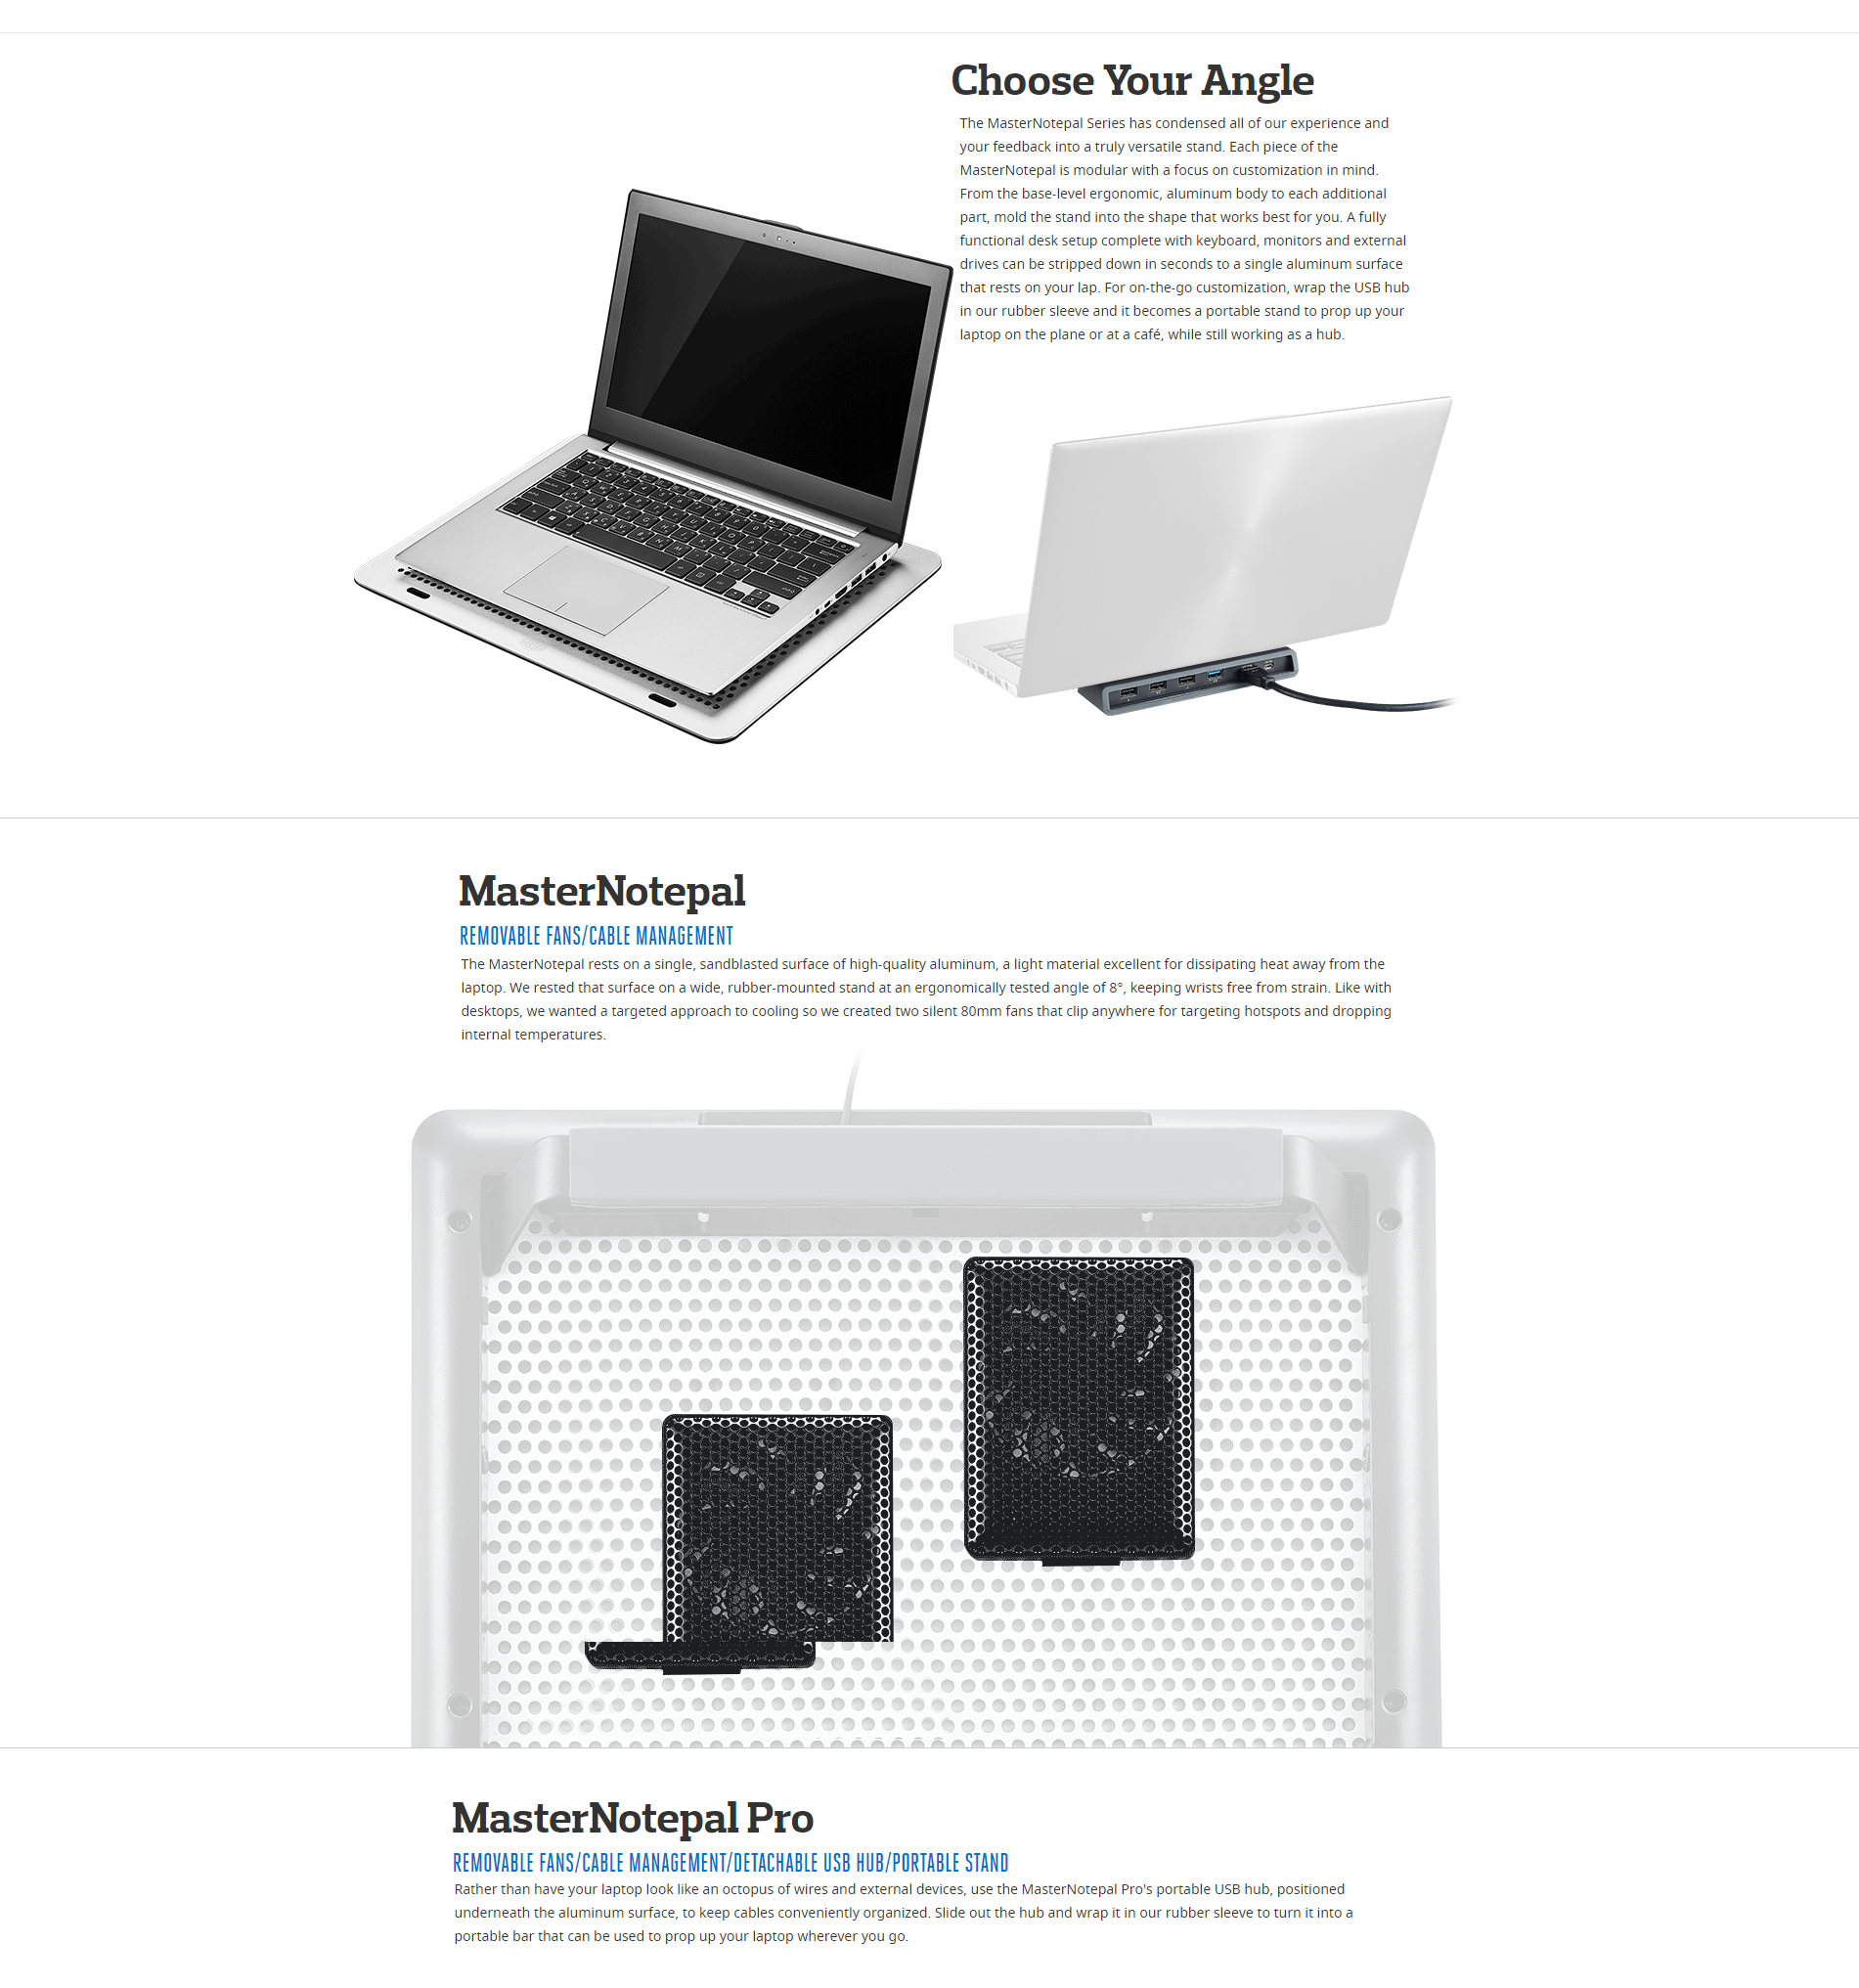 Choose Your Angle
The MasterNotepal Series has condensed all of our experience and
your feedback into a truly versatile stand. Each piece of the
MasterNotepal is modular with a focus on customization in mind.
From the base-level ergonomic, aluminum body to each additional
part, mold the stand into the shape that works best for you. A fully
functional desk setup complete with keyboard, monitors and external
drives can be stripped down in seconds to a single aluminum surface
that rests on your lap. For on-the-go customization, wrap the USB hub
in our rubber sleeve and it becomes a portable stand to prop up your
laptop on the plane or at a café, while still working as a hub.
MasterNotepal
REMOVABLE FANS/CABLE MANAGEMENT
The MasterNotepal rests on a single, sandblasted surface of high-quality aluminum, a light material excellent for dissipating heat away from the
laptop. We rested that surface on a wide, rubber-mounted stand at an ergonomically tested angle of 8°, keeping wrists free from strain. Like with
desktops, we wanted a targeted approach to cooling so we created two silent 80mm fans that clip anywhere for targeting hotspots and dropping
internal temperatures.
MasterNotepal Pro
REMOVABLE FANS/CABLE MANAGEMENT/DETACHABLE USB HUB/PORTABLE STAND
Rather than have your laptop look like an octopus of wires and external devices, use the MasterNotepal Pro's portable USB hub, positioned
underneath the aluminum surface, to keep cables conveniently organized. Slide out the hub and wrap it in our rubber sleeve to turn it into a
portable bar that can be used to prop up your laptop wherever you go.